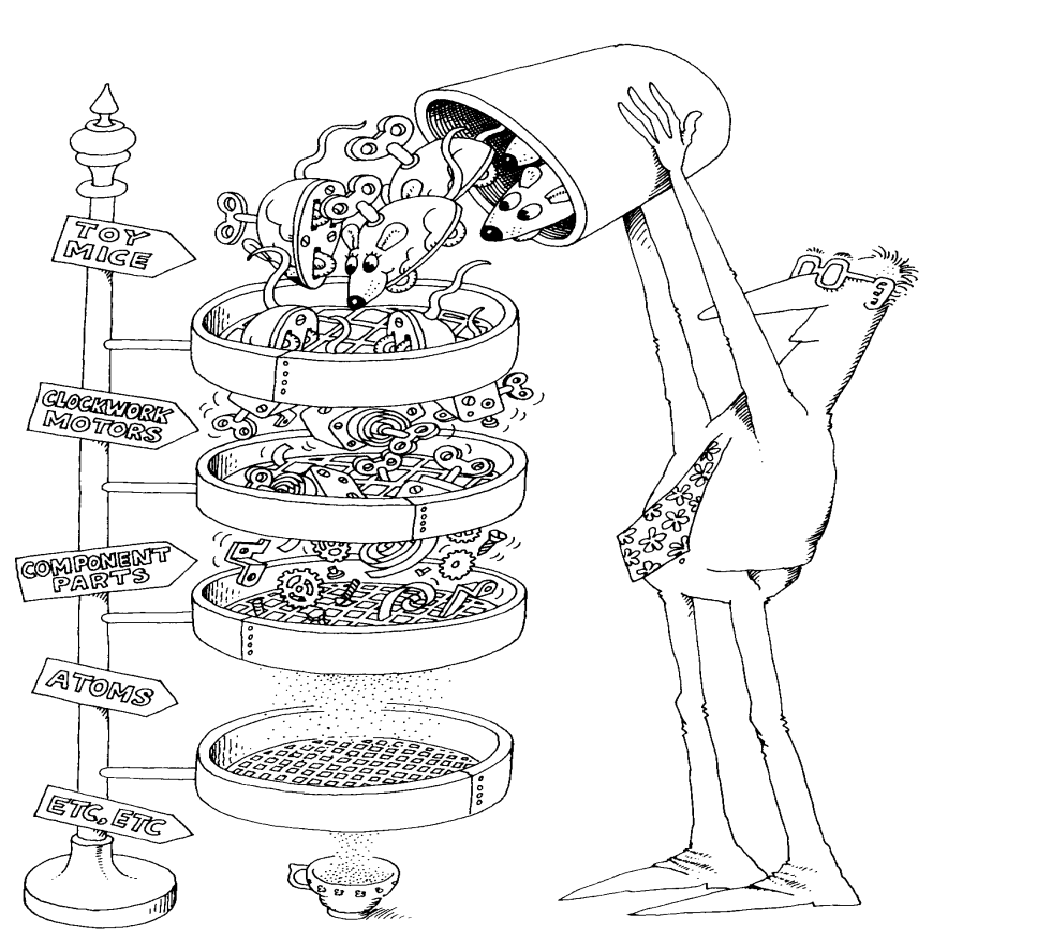 TOY
MICE
CLOCKWORK
MOTORS
COMPONENT
PARTS
ATOMS
ETC, ETC